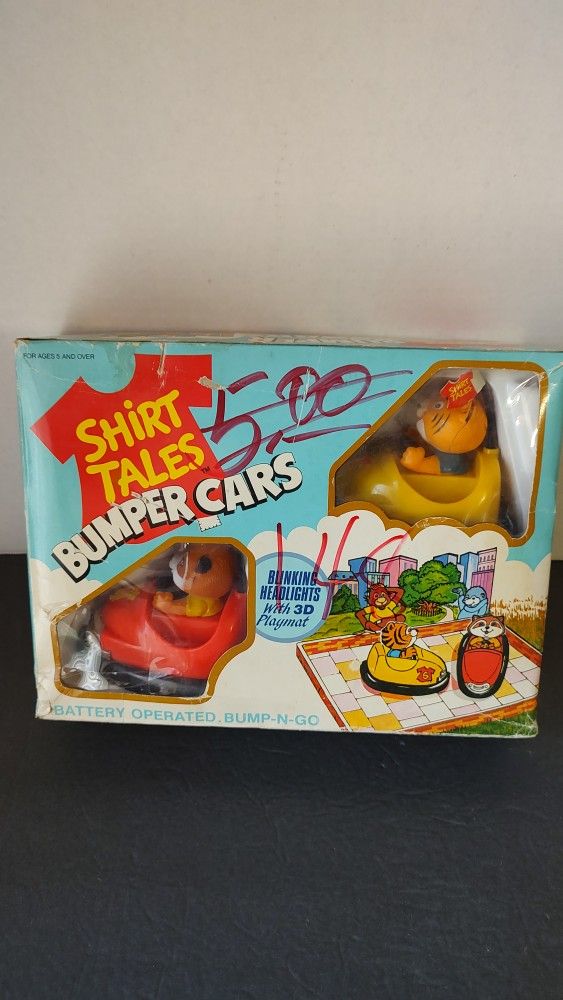 FOR AGES 5 AND OVER
SHIRT
TALES™
BUMPER CARS
5.00
SHIRT
TALES
BLINKING
HEADLIGHTS
With 3D
Playmat
BATTERY OPERATED. BUMP-N-GO